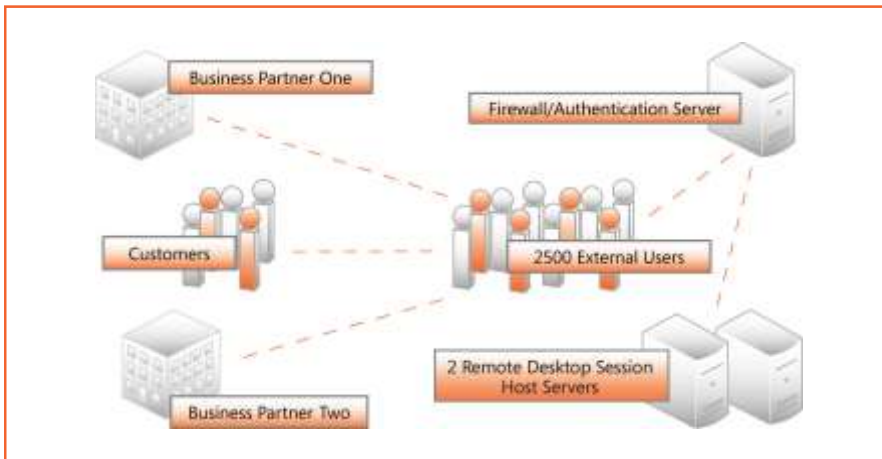 Business Partner One
Firewall/Authentication Server
Customers
2500 External Users
2 Remote Desktop Session
Host Servers
Business Partner Two